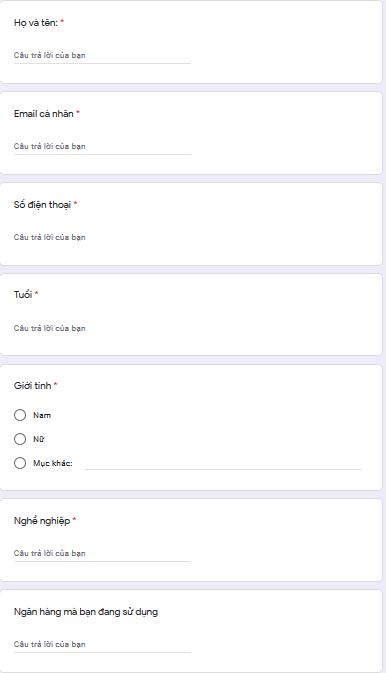 Họ và tên: *
Câu trả lời của bạn
Email cá nhân *
Câu trả lời của bạn
Số điện thoại *
Câu trả lời của bạn
Tuổi *
Câu trả lời của bạn
Giới tính *
Nam
Nữ
Mục khác:
Nghề nghiệp *
Câu trả lời của bạn
Ngân hàng mà bạn đang sử dụng
Câu trả lời của bạn